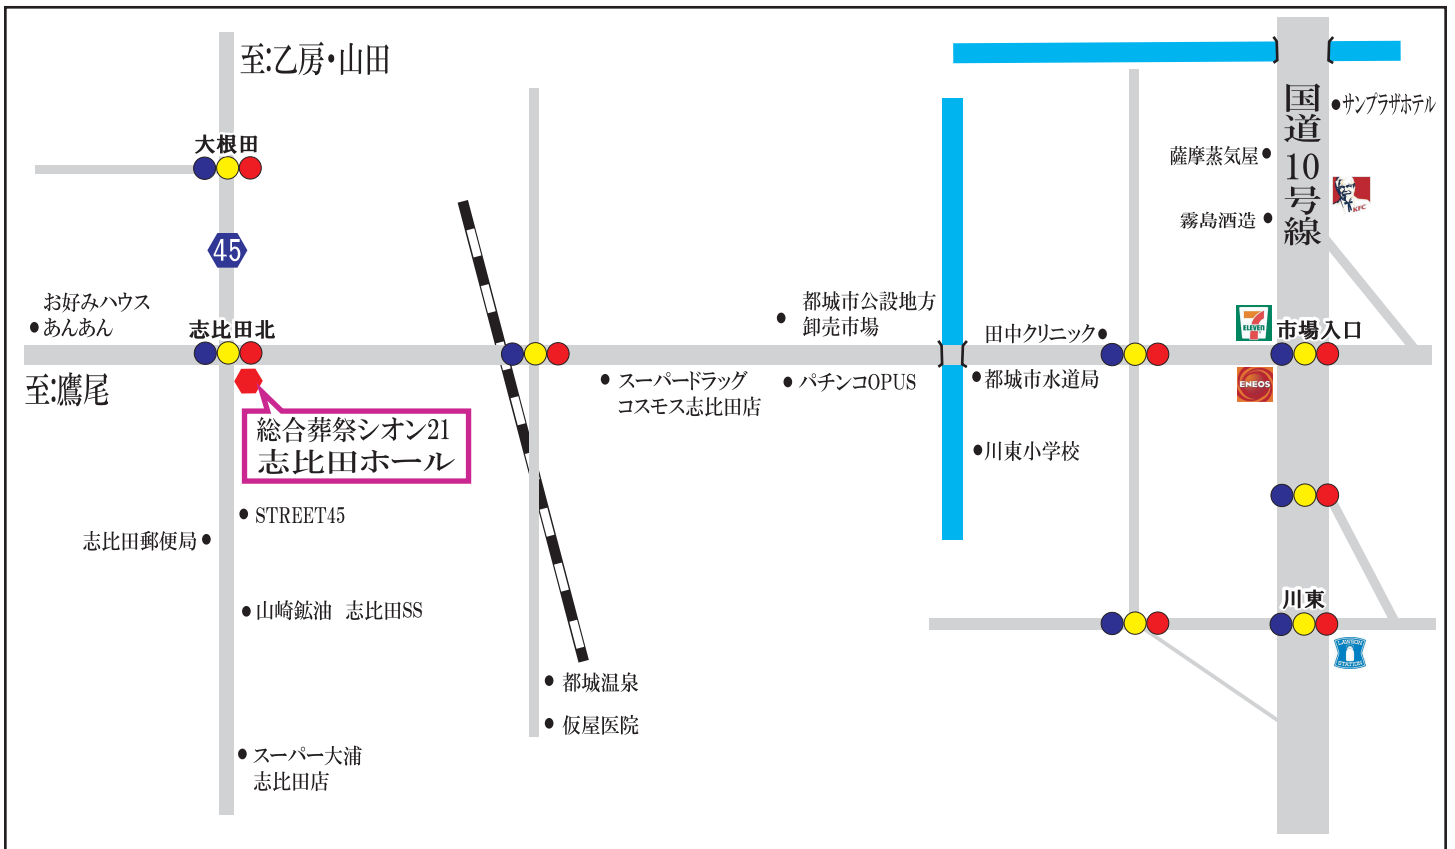 至:乙房・山田
大根田
45
お好みハウス
あんあん
志比田北
至:鷹尾
総合葬祭シオン21
志比田ホール
STREET45
志比田郵便局
山崎鉱油 志比田SS
スーパー大浦
志比田店
都城温泉
仮屋医院
スーパードラッグ
コスモス志比田店
都城市公設地方
卸売市場
パチンコOPUS
田中クリニック
都城市水道局
川東小学校
国道10号線
サンプラザホテル
薩摩蒸気屋
KFC
霧島酒造
7
ELEVEN
市場入口
ENEOS
川東
LAWSON
STATION